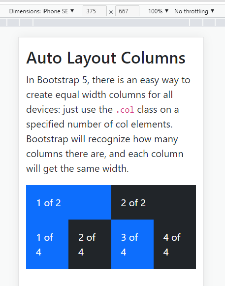 Dimensions: Phone SE ▼ 375 × 667 100% ▼ No throttling ▼
Auto Layout Columns
In Bootstrap 5, there is an easy way to
create equal width columns for all
devices: just use the .col class on a
specified number of col elements.
Bootstrap will recognize how many
columns there are, and each column
will get the same width.
1 of 2 2 of 2
1 of 2 of 3 of 4 of
4 4 4 4